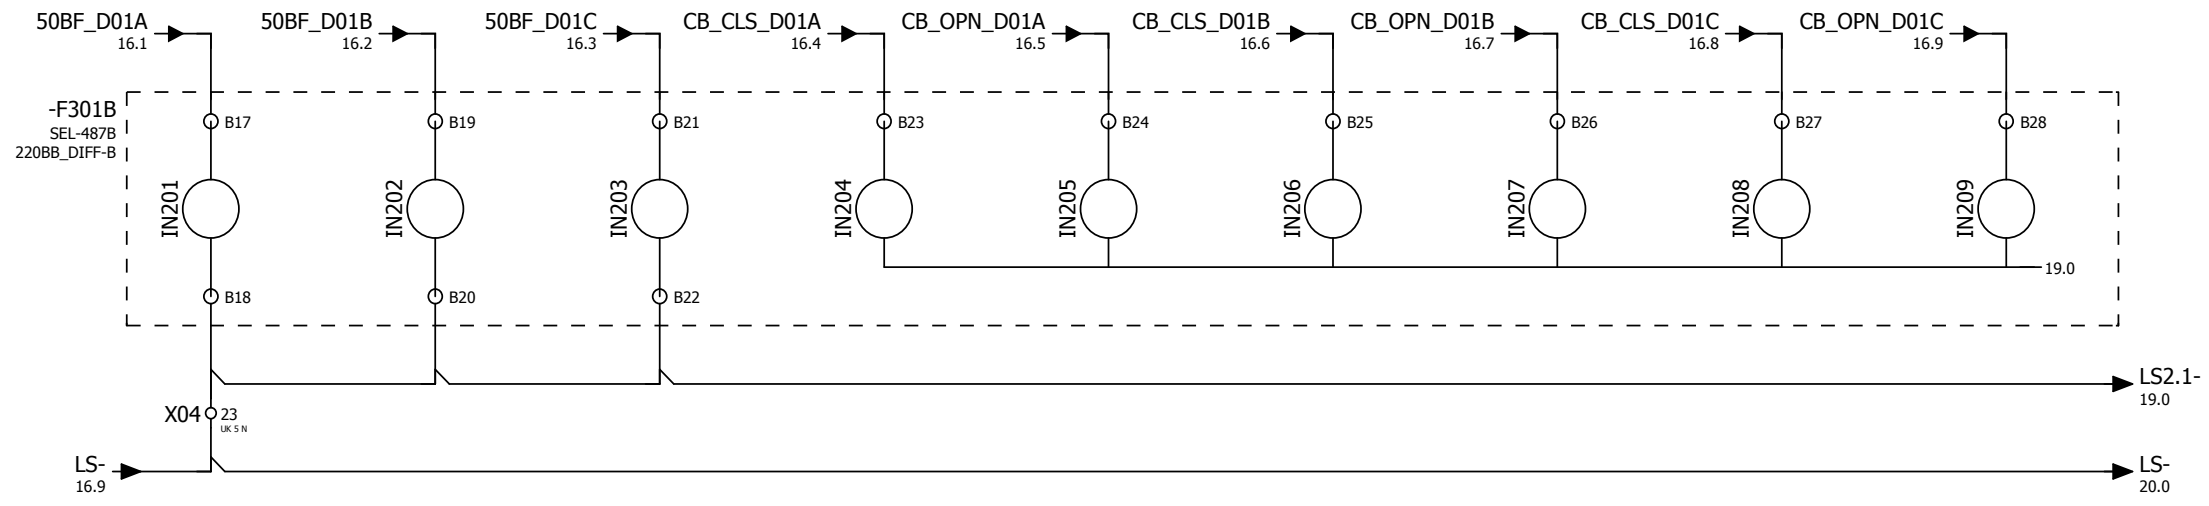 50BF_D01A
16.1
50BF_D01B
16.2
50BF_D01C
16.3
CB_CLS_D01A
16.4
CB_OPN_D01A
16.5
CB_CLS_D01B
16.6
CB_OPN_D01B
16.7
CB_CLS_D01C
16.8
CB_OPN_D01C
16.9
-F301B
SEL-487B
220BB_DIFF-B
B17
B19
B21
B23
B24
B25
B26
B27
B28
IN201
IN202
IN203
IN204
IN205
IN206
IN207
IN208
IN209
19.0
B18
B20
B22
LS2.1-
19.0
X04
23
UK 5 N
LS-
16.9
LS-
20.0